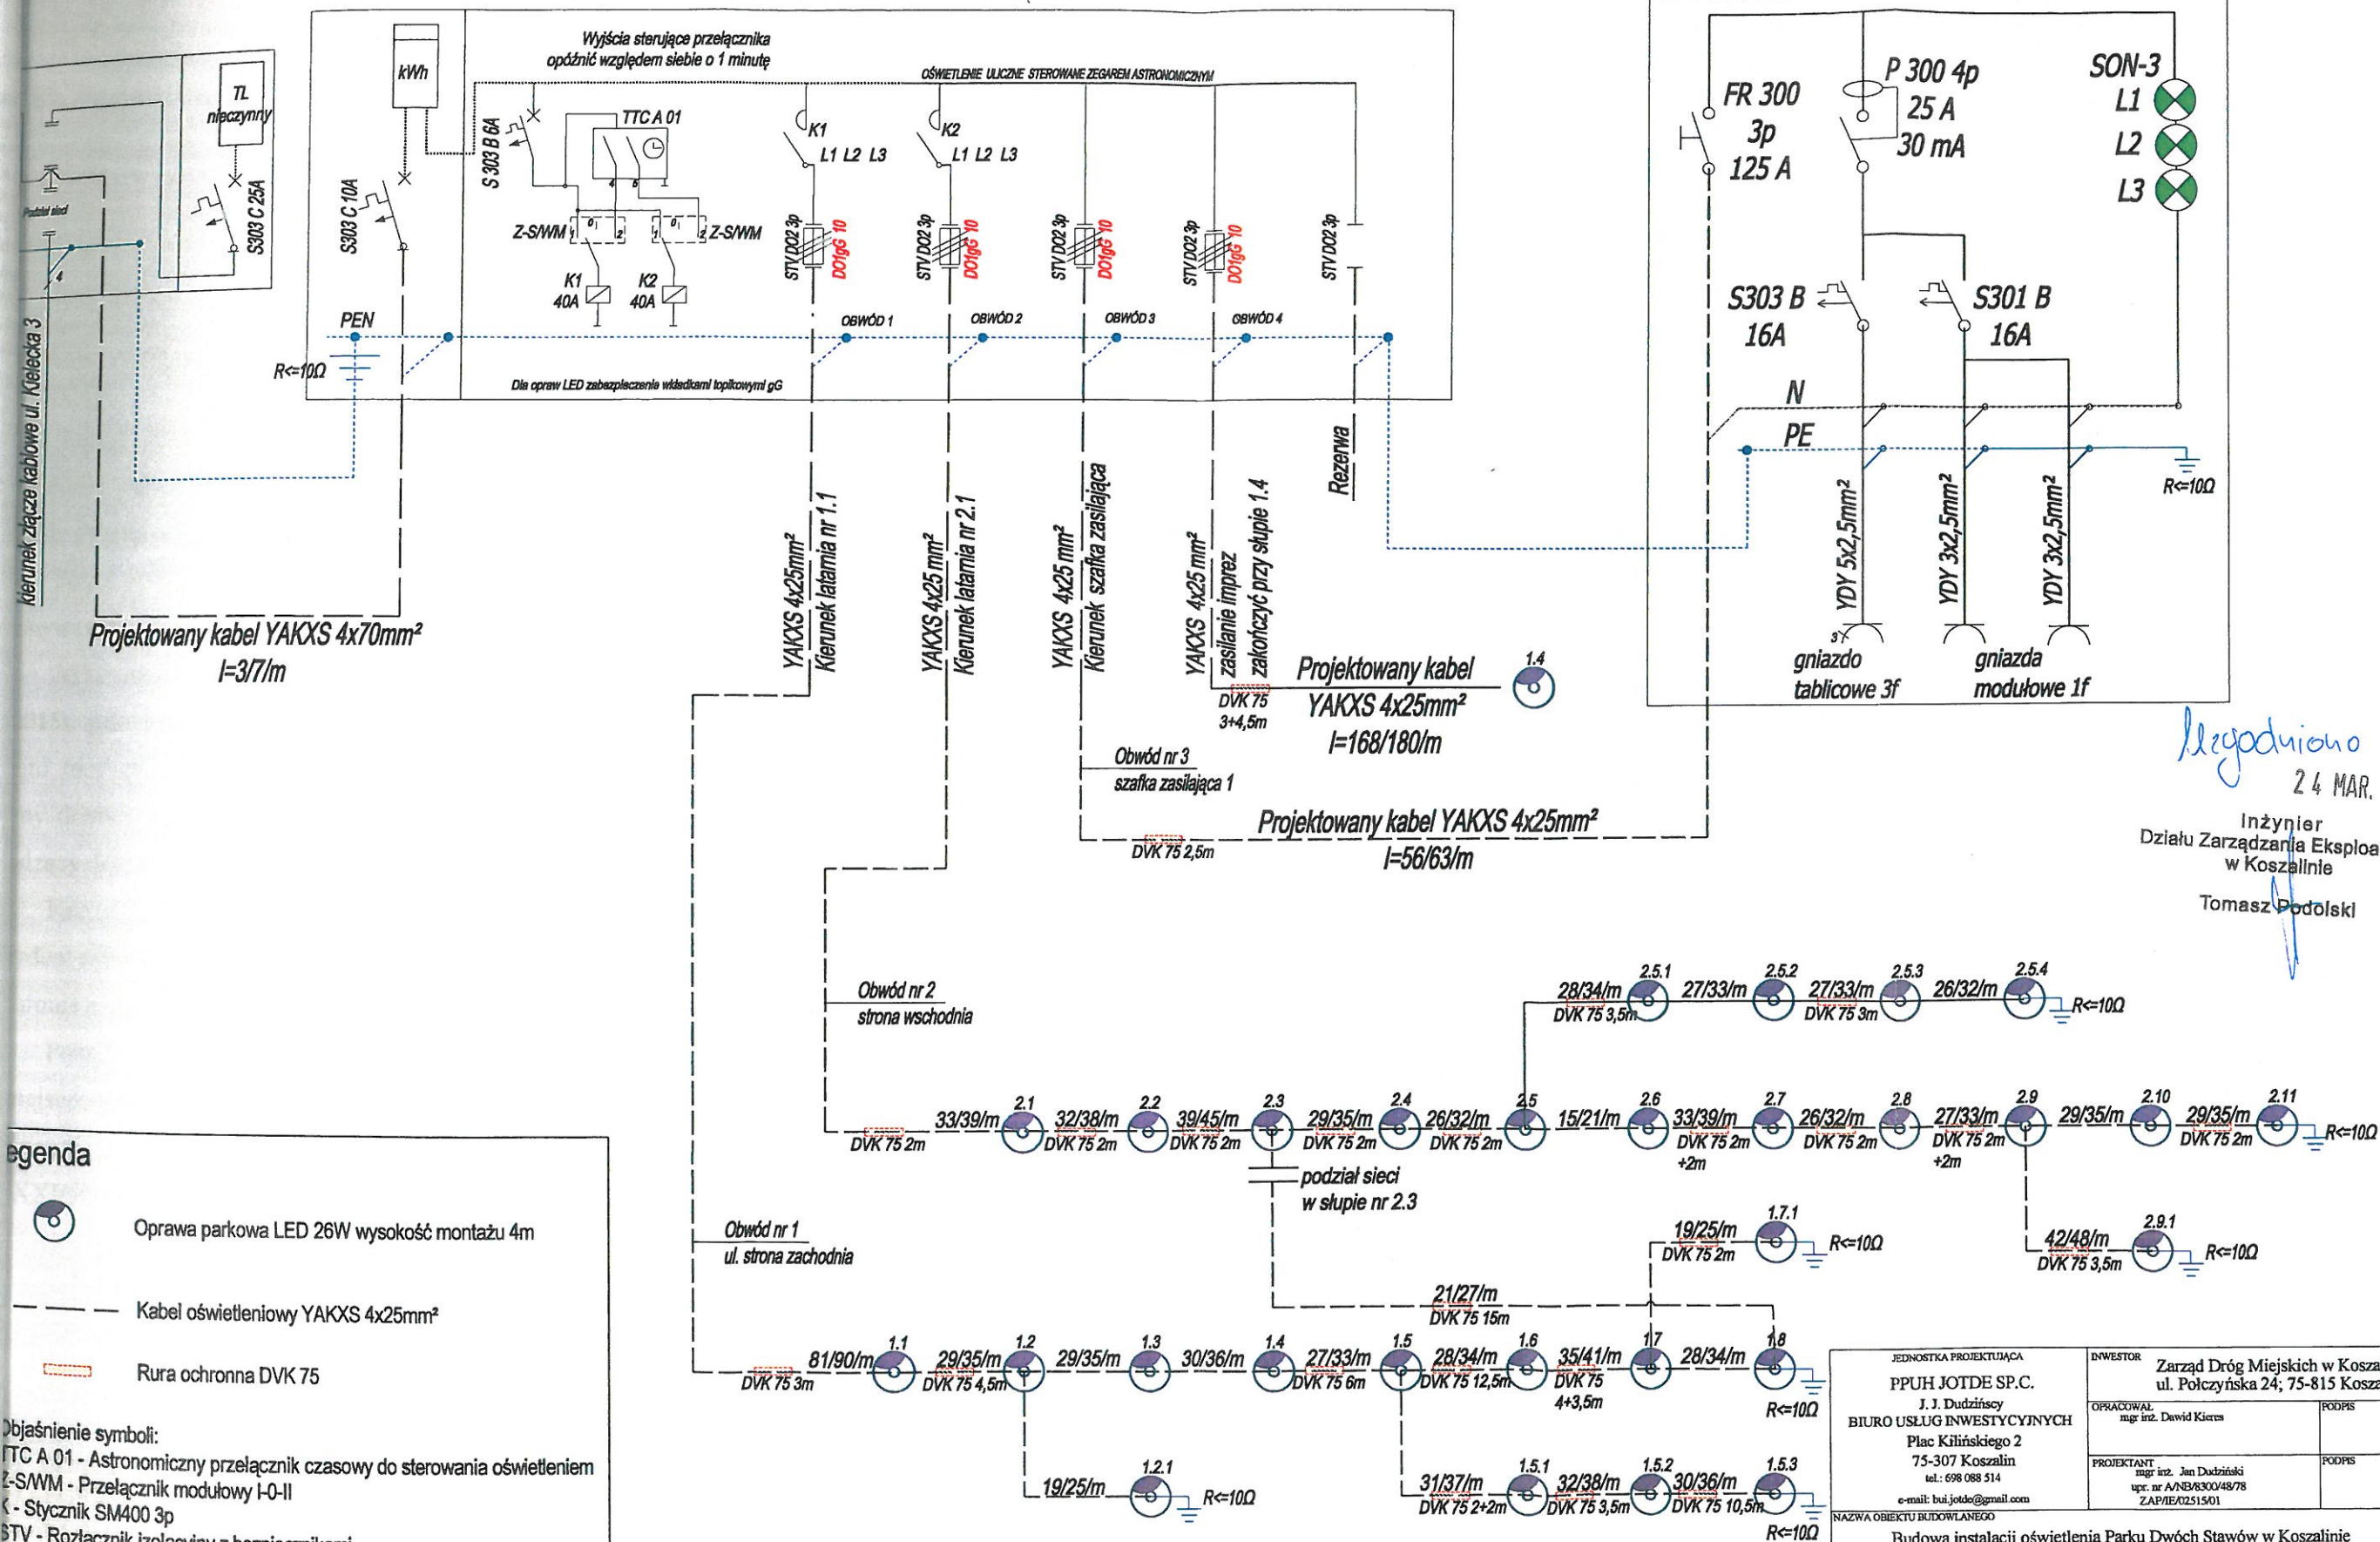 TL
nieczynny
S303 C 25A
Podział sieci
4
kierunek złącze kablowe ul. Kielecka 3
Projektowany kabel YAKXS 4x70mm²
l=3/7/m
kWh
S303 C 10A
PEN
R<=10Ω
Wyjścia sterujące przełącznika
opóźnić względem siebie o 1 minutę
OŚWIETLENIE ULICZNE STEROWANE ZEGAREM ASTRONOMICZNYM
S 303 B 6A
TTC A 01
4 5
Z-S/WM 1 0 2
1 0 2 Z-S/WM
K1
40A
K2
40A
K1
L1 L2 L3
K2
L1 L2 L3
STV DO2 3p
DO1gG 10
STV DO2 3p
DO1gG 10
STV DO2 3p
DO1gG 10
STV DO2 3p
DO1gG 10
STV DO2 3p
OBWÓD 1
OBWÓD 2
OBWÓD 3
OBWÓD 4
Dla opraw LED zabezpieczenie wkładkami topikowymi gG
YAKXS 4x25mm²
Kierunek latarnia nr 1.1
YAKXS 4x25 mm²
Kierunek latarnia nr 2.1
YAKXS 4x25 mm²
Kierunek szafka zasilająca
YAKXS 4x25 mm²
zasilanie imprez
zakończyć przy słupie 1.4
Rezerwa
DVK 75
3+4,5m
Projektowany kabel
YAKXS 4x25mm²
l=168/180/m
1.4
Obwód nr 3
szafka zasilająca 1
DVK 75 2,5m
Projektowany kabel YAKXS 4x25mm²
l=56/63/m
FR 300
3p
125 A
P 300 4p
25 A
30 mA
SON-3
L1
L2
L3
S303 B
16A
S301 B
16A
N
PE
R<=10Ω
YDY 5x2,5mm²
YDY 3x2,5mm²
YDY 3x2,5mm²
3
gniazdo
tablicowe 3f
gniazda
modułowe 1f
Uzgodniono
24 MAR.
Inżynier
Działu Zarządzania Eksploa
w Koszalinie
Tomasz Podolski
Obwód nr 2
strona wschodnia
28/34/m
DVK 75 3,5m
2.5.1
27/33/m
2.5.2
27/33/m
DVK 75 3m
2.5.3
26/32/m
2.5.4
R<=10Ω
DVK 75 2m
33/39/m
2.1
32/38/m
DVK 75 2m
2.2
39/45/m
DVK 75 2m
2.3
29/35/m
DVK 75 2m
2.4
26/32/m
DVK 75 2m
2.5
15/21/m
2.6
33/39/m
DVK 75 2m
+2m
2.7
26/32/m
DVK 75 2m
2.8
27/33/m
DVK 75 2m
+2m
2.9
29/35/m
2.10
29/35/m
DVK 75 2m
2.11
R<=10Ω
podział sieci
w słupie nr 2.3
19/25/m
DVK 75 2m
1.7.1
R<=10Ω
42/48/m
DVK 75 3,5m
2.9.1
R<=10Ω
Obwód nr 1
ul. strona zachodnia
21/27/m
DVK 75 15m
DVK 75 3m
81/90/m
1.1
29/35/m
DVK 75 4,5m
1.2
29/35/m
1.3
30/36/m
1.4
27/33/m
DVK 75 6m
1.5
28/34/m
DVK 75 12,5m
1.6
35/41/m
DVK 75
4+3,5m
1.7
28/34/m
1.8
R<=10Ω
19/25/m
1.2.1
R<=10Ω
31/37/m
DVK 75 2+2m
1.5.1
32/38/m
DVK 75 3,5m
1.5.2
30/36/m
DVK 75 10,5m
1.5.3
R<=10Ω
egenda
Oprawa parkowa LED 26W wysokość montażu 4m
Kabel oświetleniowy YAKXS 4x25mm²
Rura ochronna DVK 75
Objaśnienie symboli:
TTC A 01 - Astronomiczny przełącznik czasowy do sterowania oświetleniem
Z-S/WM - Przełącznik modułowy I-0-II
K - Stycznik SM400 3p
STV - Rozłącznik izolacyjny z bezpiecznikami
JEDNOSTKA PROJEKTUJĄCA
PPUH JOTDE SP.C.
J. J. Dudzińscy
BIURO USŁUG INWESTYCYJNYCH
Plac Kilińskiego 2
75-307 Koszalin
tel.: 698 088 514
e-mail: bui.jotde@gmail.com
INWESTOR
Zarząd Dróg Miejskich w Kosza
ul. Połczyńska 24; 75-815 Kosza
OPRACOWAŁ
mgr inż. Dawid Kieres
PODPIS
PROJEKTANT
mgr inż. Jan Dudziński
upr. nr A/NB/8300/48/78
ZAP/IE/02515/01
PODPIS
NAZWA OBIEKTU BUDOWLANEGO
Budowa instalacji oświetlenia Parku Dwóch Stawów w Koszalinie